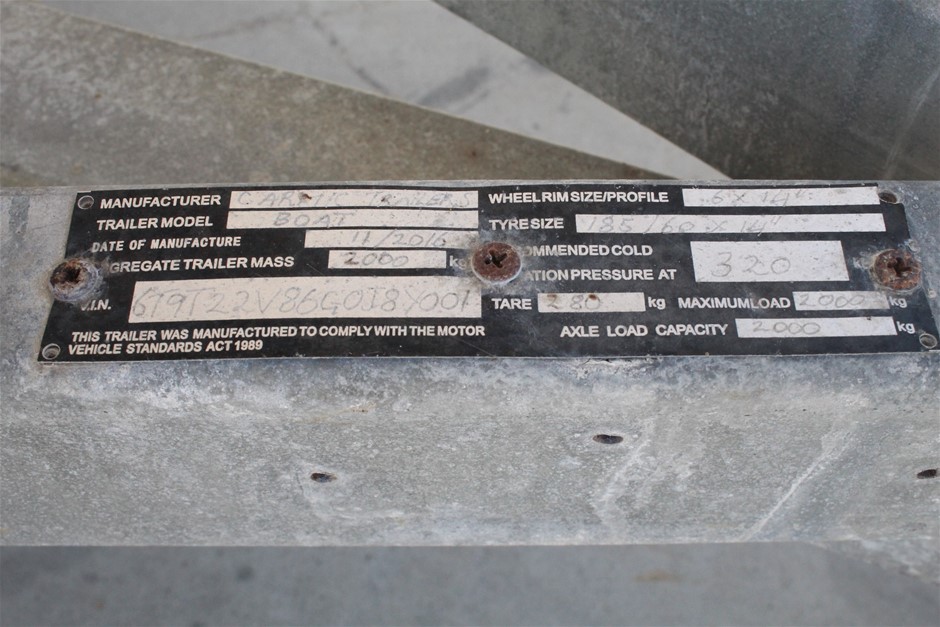 MANUFACTURER TRAILERS
TRAILER MODEL BOAT
DATE OF MANUFACTURE 11/2016
GREGATE TRAILER MASS 2000 kg
V.I.N. 6T9T22V86G0J8X001
THIS TRAILER WAS MANUFACTURED TO COMPLY WITH THE MOTOR
VEHICLE STANDARDS ACT 1989
WHEEL RIM SIZE/PROFILE 6 X 14"
TYRE SIZE 185/60 X 14"
OMMENDED COLD
ATION PRESSURE AT 320
TARE 280 kg MAXIMUM LOAD 2000 kg
AXLE LOAD CAPACITY 2000 kg